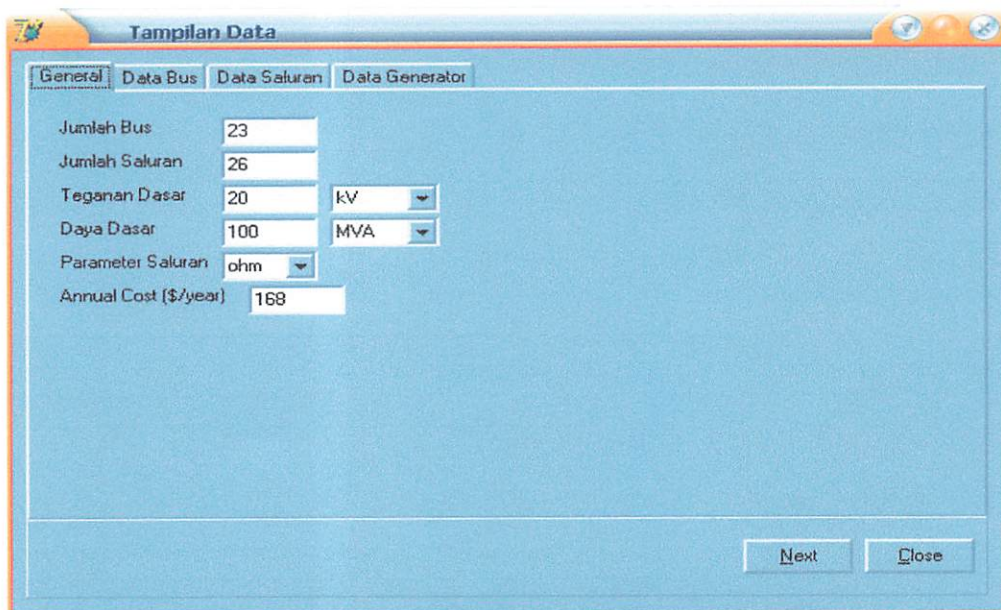 Tampilan Data
General Data Bus Data Saluran Data Generator
Jumlah Bus 23
Jumlah Saluran 26
Teganan Dasar 20 kV
Daya Dasar 100 MVA
Parameter Saluran ohm
Annual Cost ($/year) 168
Next Close